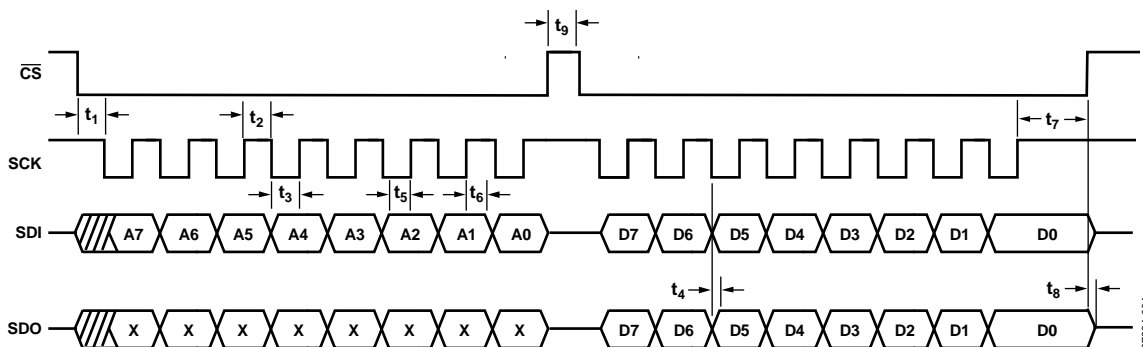 t9
CS
t1
t2
t7
SCK
t3
t5
t6
SDI
A7 A6 A5 A4 A3 A2 A1 A0 D7 D6 D5 D4 D3 D2 D1 D0
t4
t8
SDO
X X X X X X X X D7 D6 D5 D4 D3 D2 D1 D0